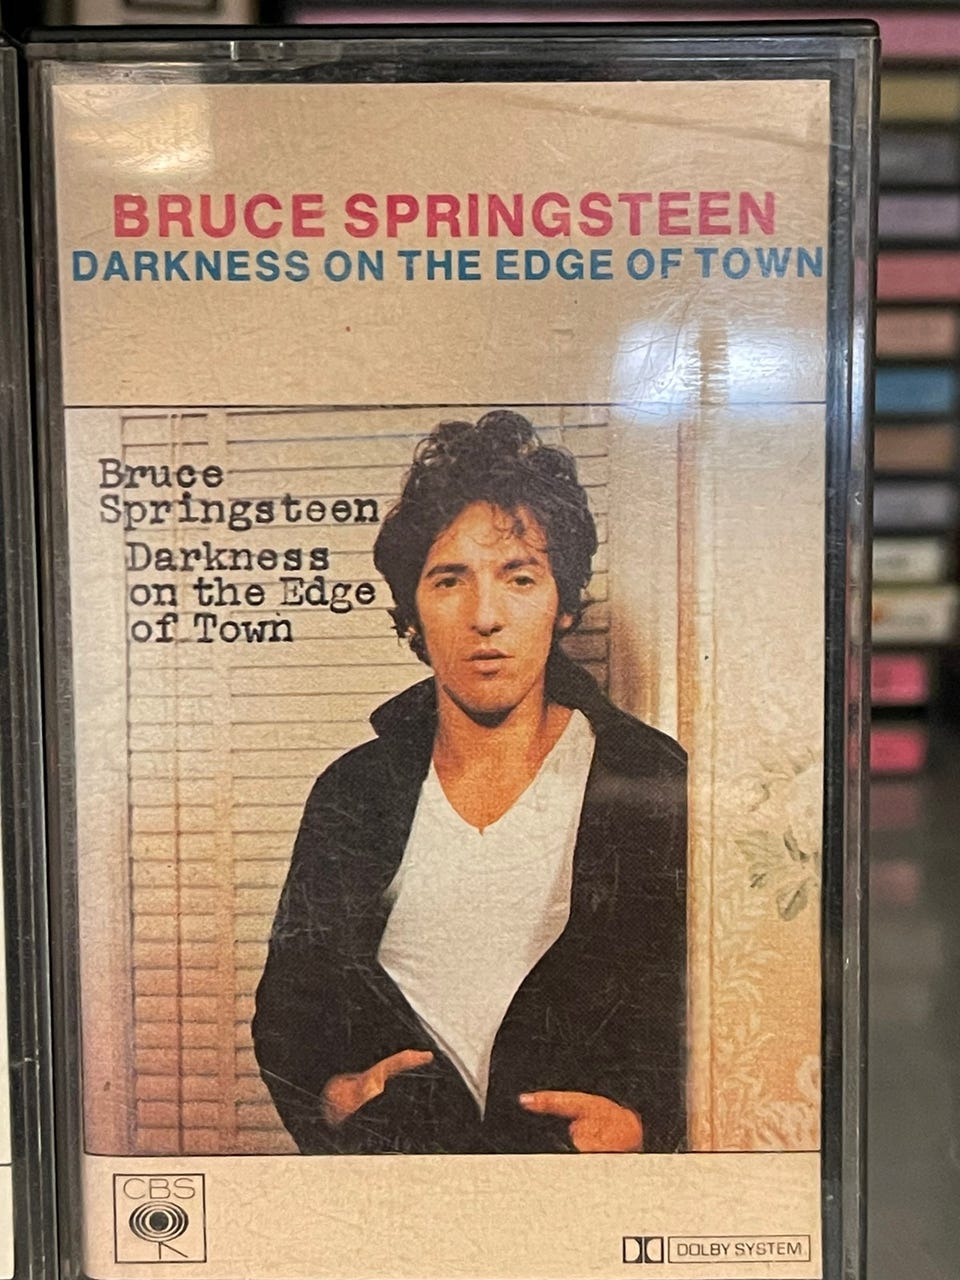 BRUCE SPRINGSTEEN
DARKNESS ON THE EDGE OF TOWN
Bruce
Springsteen
Darkness
on the Edge
of Town
CBS
DOLBY SYSTEM